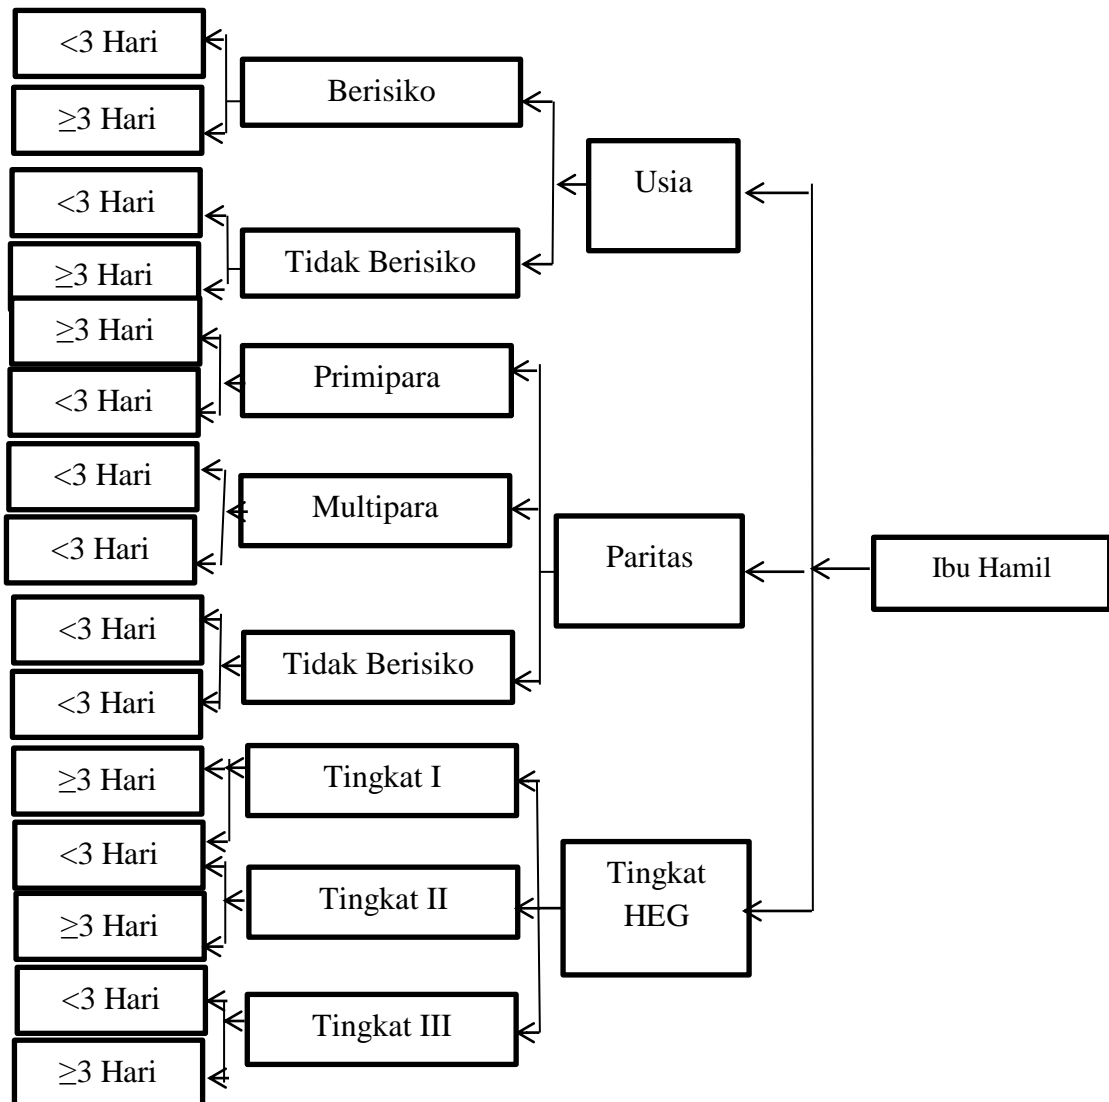 <3 Hari
Berisiko
≥3 Hari
Usia
<3 Hari
Tidak Berisiko
≥3 Hari
≥3 Hari
Primipara
<3 Hari
<3 Hari
Multipara
<3 Hari
Paritas
Ibu Hamil
<3 Hari
Tidak Berisiko
<3 Hari
≥3 Hari
Tingkat I
<3 Hari
Tingkat
HEG
Tingkat II
≥3 Hari
<3 Hari
Tingkat III
≥3 Hari